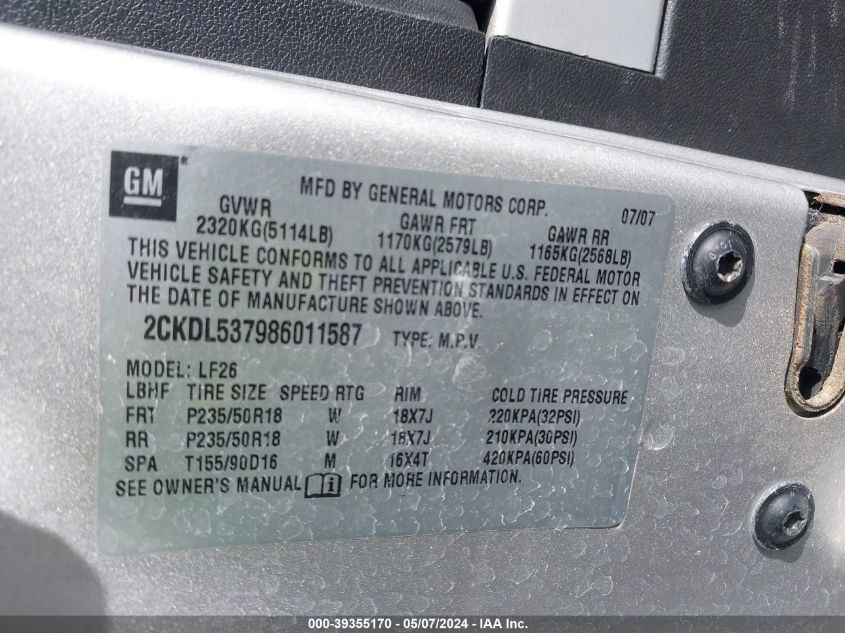 GM
MFD BY GENERAL MOTORS CORP. 07/07
GVWR GAWR FRT GAWR RR
2320KG(5114LB) 1170KG(2579LB) 1165KG(2568LB)
THIS VEHICLE CONFORMS TO ALL APPLICABLE U.S. FEDERAL MOTOR
VEHICLE SAFETY AND THEFT PREVENTION STANDARDS IN EFFECT ON
THE DATE OF MANUFACTURE SHOWN ABOVE.
2CKDL537986011587 TYPE: M.P.V.
MODEL: LF26
LBHF TIRE SIZE SPEED RTG RIM COLD TIRE PRESSURE
FRT P235/50R18 W 18X7J 220KPA(32PSI)
RR P235/50R18 W 18X7J 210KPA(30PSI)
SPA T155/90D16 M 16X4T 420KPA(60PSI)
SEE OWNER'S MANUAL i FOR MORE INFORMATION.
000-39355170 - 05/07/2024 - IAA Inc.